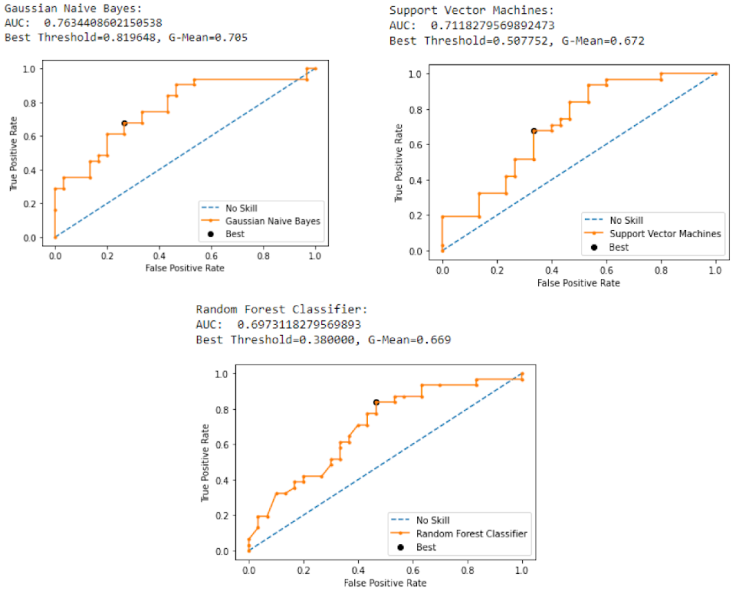 Gaussian Naive Bayes:
AUC:  0.7634408602150538
Best Threshold=0.819648, G-Mean=0.705
1.0
0.8
0.6
0.4
0.2
0.0
True Positive Rate
No Skill
Gaussian Naive Bayes
Best
0.0 0.2 0.4 0.6 0.8 1.0
False Positive Rate
Support Vector Machines:
AUC:  0.7118279569892473
Best Threshold=0.507752, G-Mean=0.672
1.0
0.8
0.6
0.4
0.2
0.0
True Positive Rate
No Skill
Support Vector Machines
Best
0.0 0.2 0.4 0.6 0.8 1.0
False Positive Rate
Random Forest Classifier:
AUC:  0.6973118279569893
Best Threshold=0.380000, G-Mean=0.669
1.0
0.8
0.6
0.4
0.2
0.0
True Positive Rate
No Skill
Random Forest Classifier
Best
0.0 0.2 0.4 0.6 0.8 1.0
False Positive Rate